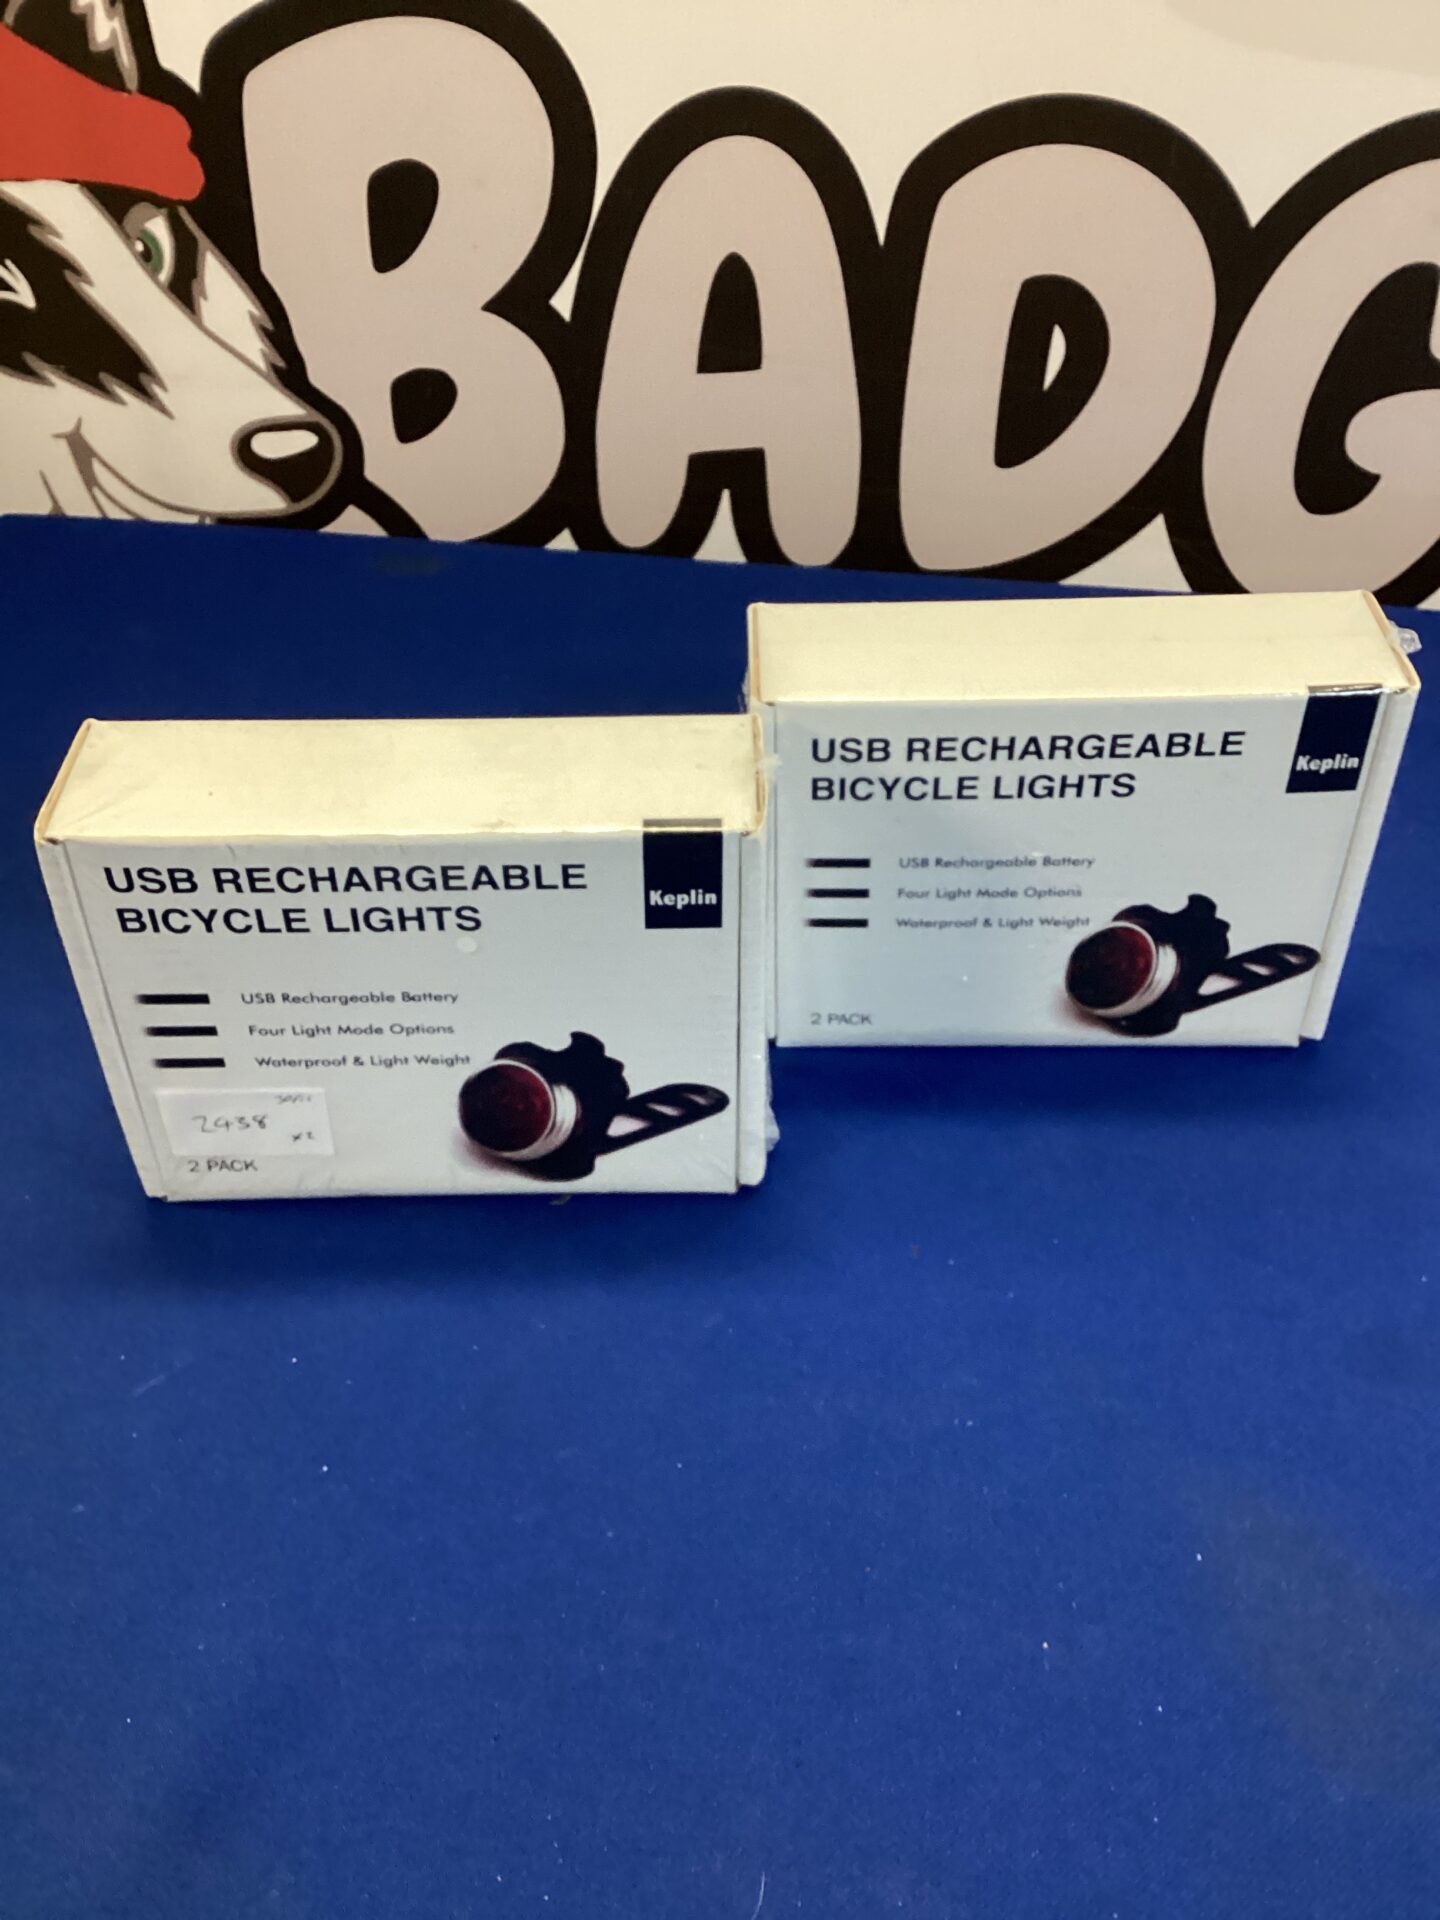 BADG
USB RECHARGEABLE
BICYCLE LIGHTS
Keplin
USB Rechargeable Battery
Four Light Mode Options
Waterproof & Light Weight
2438
x2
2 PACK
USB RECHARGEABLE
BICYCLE LIGHTS
Keplin
USB Rechargeable Battery
Four Light Mode Options
Waterproof & Light Weight
2 PACK